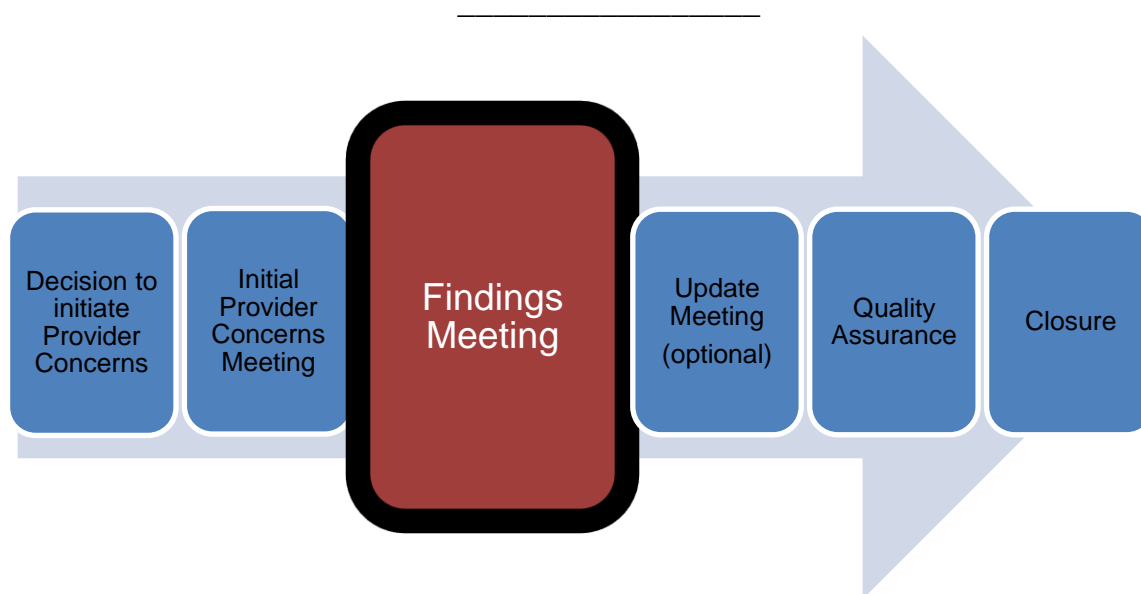 Decision to
initiate
Provider
Concerns
Initial
Provider
Concerns
Meeting
Findings
Meeting
Update
Meeting
(optional)
Quality
Assurance
Closure